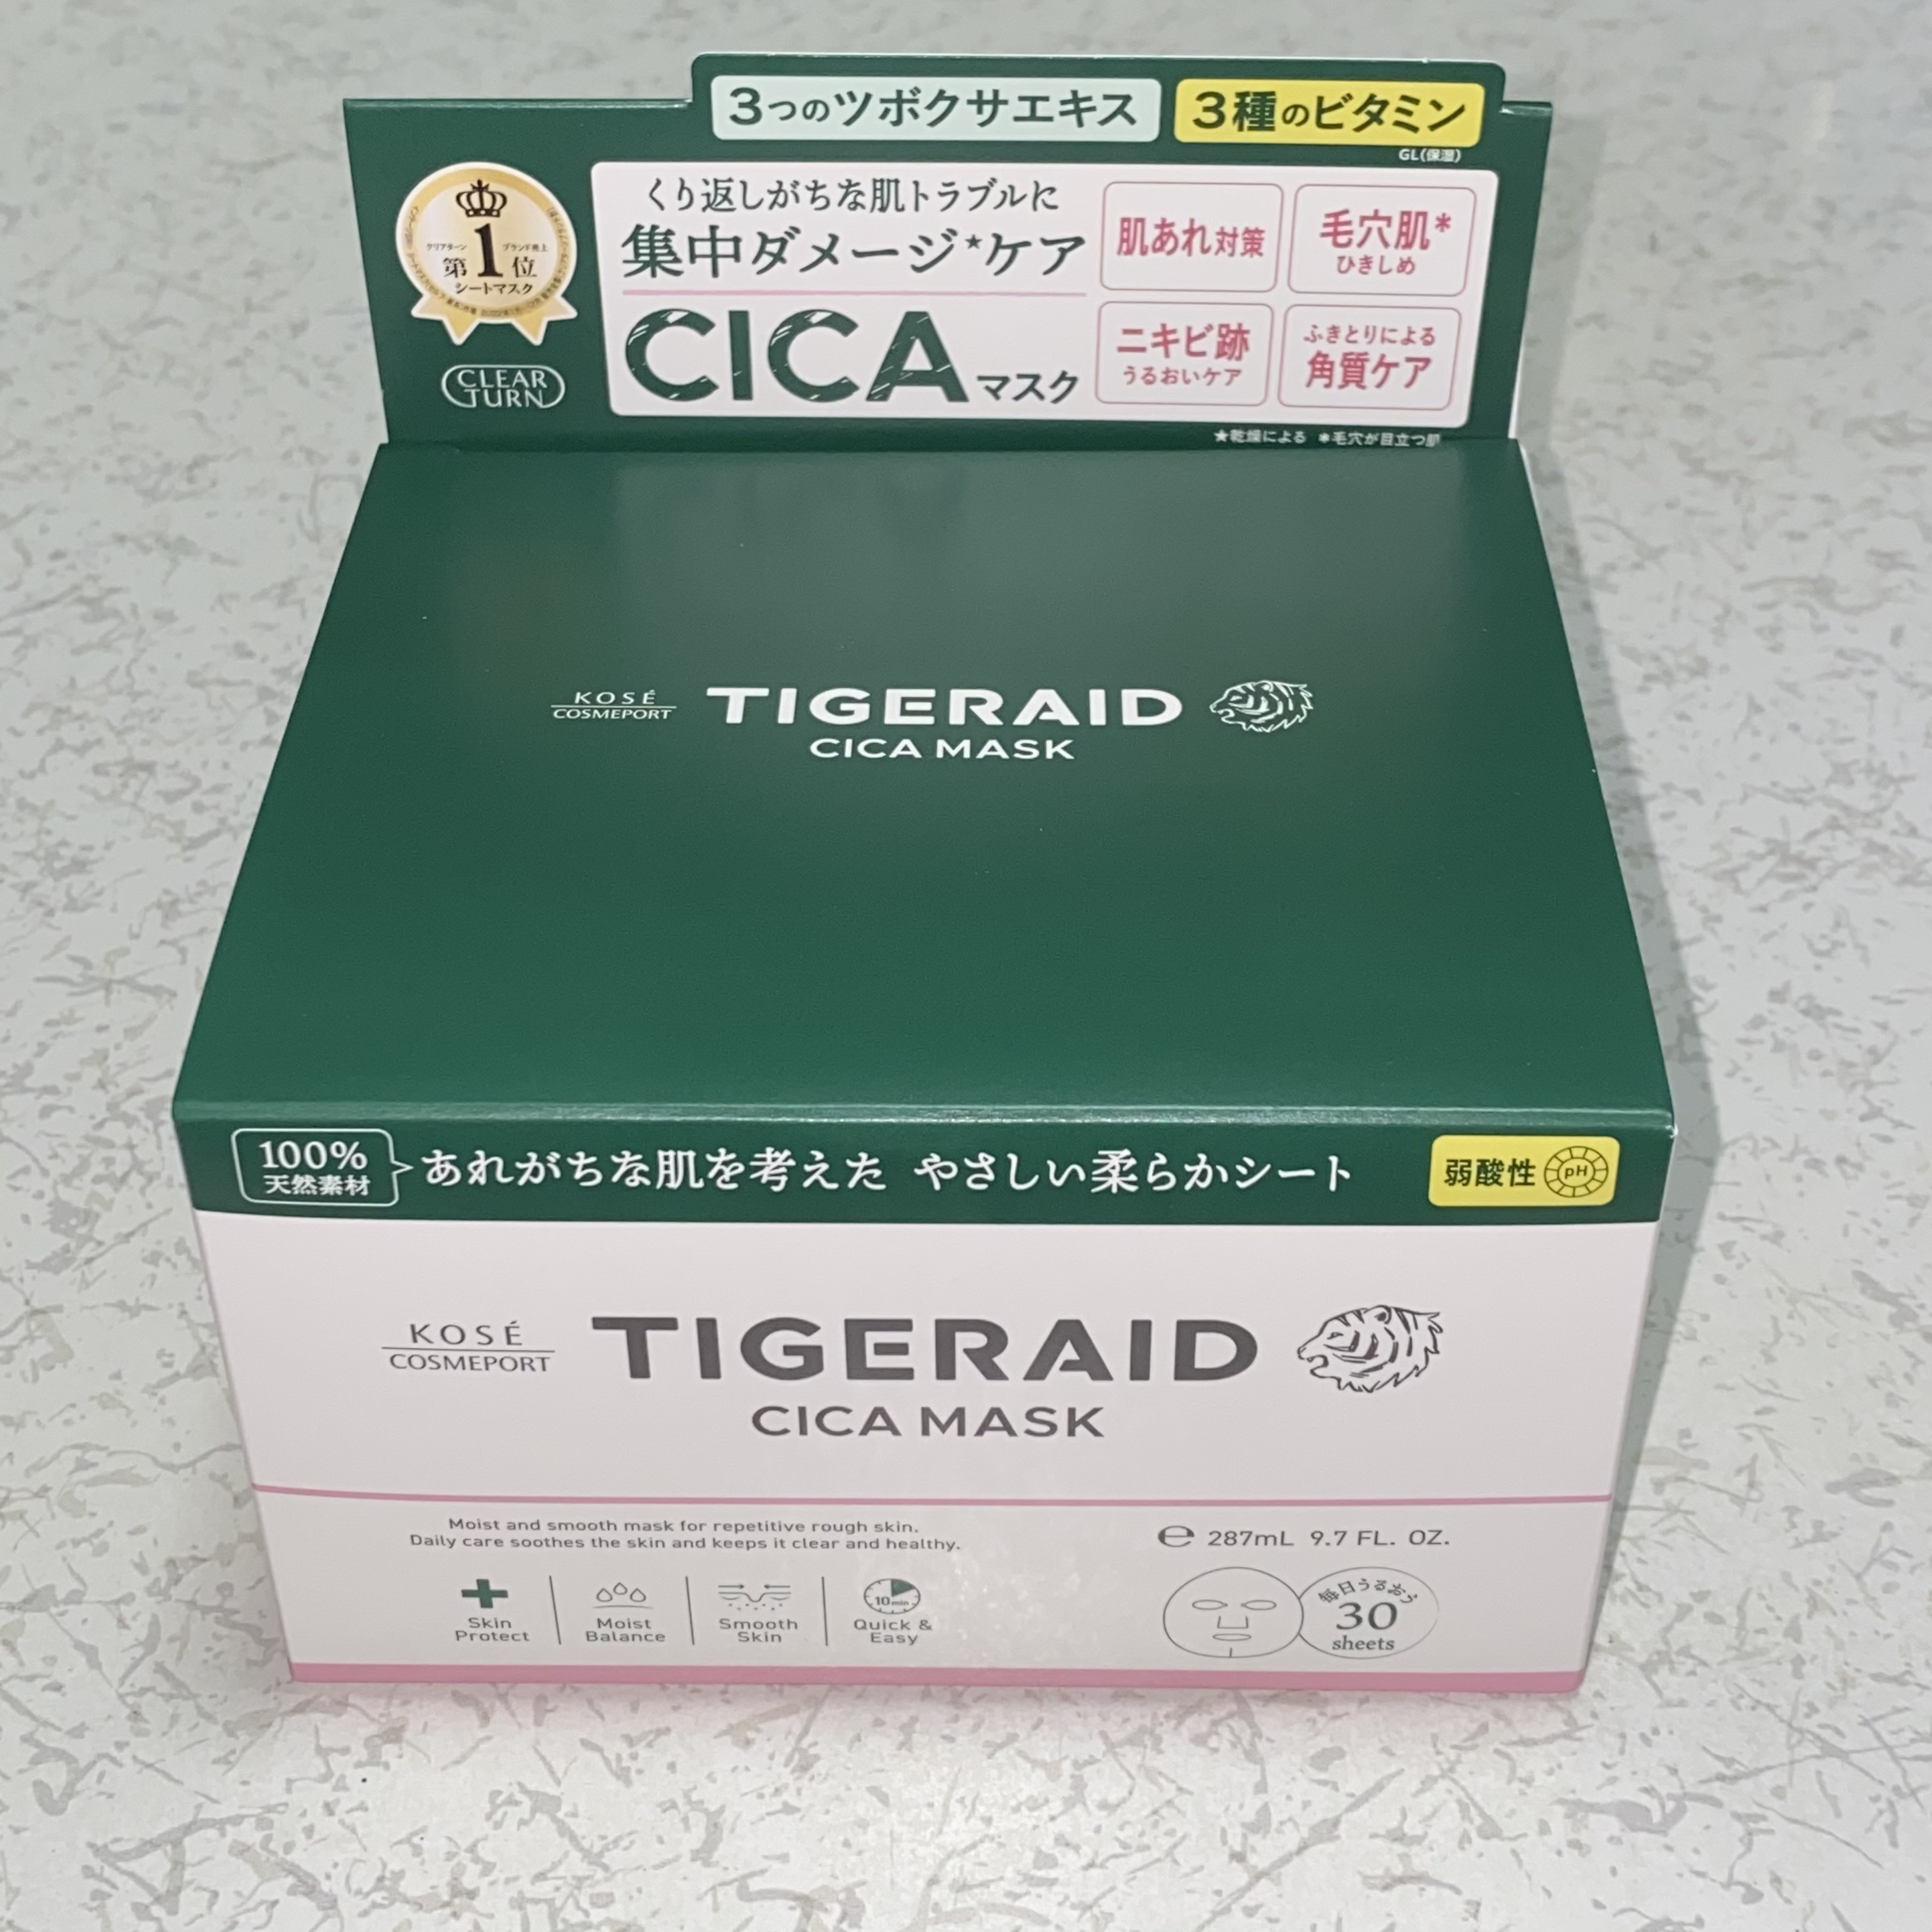 3つのツボクサエキス
3種のビタミン
GL(保湿)
クリアターン ブランド売上
第1位
シートマスク
CLEAR
TURN
くり返しがちな肌トラブルに
集中ダメージ★ケア
CICAマスク
肌あれ対策
毛穴肌*
ひきしめ
ニキビ跡
うるおいケア
ふきとりによる
角質ケア
★乾燥による *毛穴が目立つ肌
KOSÉ
COSMEPORT
TIGERAID
CICA MASK
100%
天然素材
あれがちな肌を考えた やさしい柔らかシート
弱酸性 pH
KOSÉ
COSMEPORT
TIGERAID
CICA MASK
Moist and smooth mask for repetitive rough skin.
Daily care soothes the skin and keeps it clear and healthy.
℮ 287mL 9.7 FL. OZ.
Skin
Protect
Moist
Balance
Smooth
Skin
10min
Quick &
Easy
毎日うるおう
30
sheets